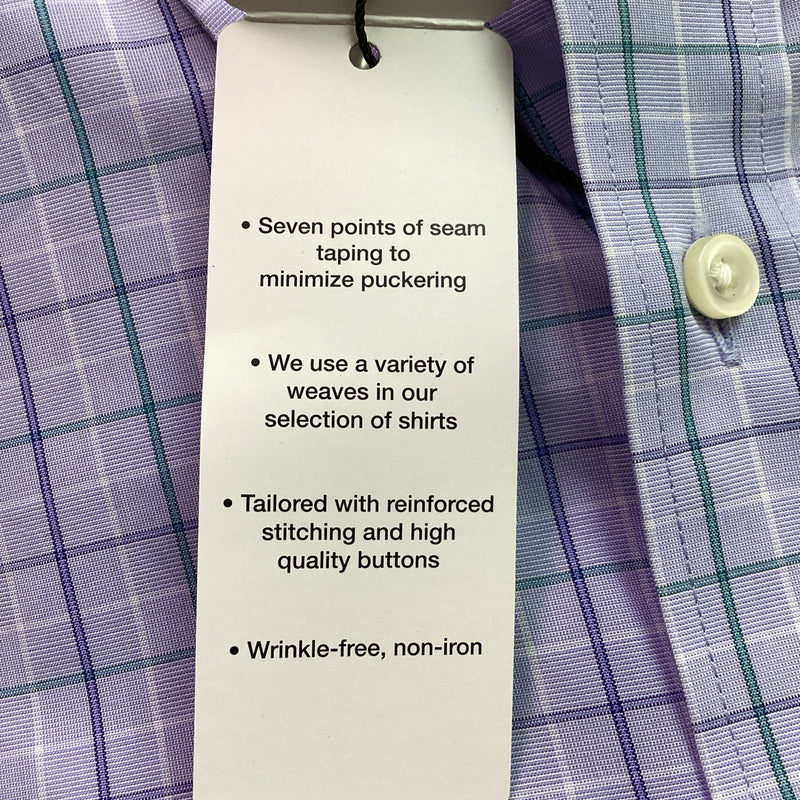 • Seven points of seam
taping to
minimize puckering
• We use a variety of
weaves in our
selection of shirts
• Tailored with reinforced
stitching and high
quality buttons
• Wrinkle-free, non-iron